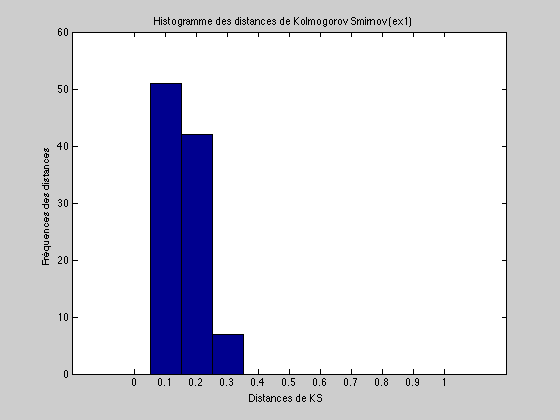 Histogramme des distances de Kolmogorov Smirnov (ex1)
60
50
40
30
20
10
0
Fréquences des distances
0 0.1 0.2 0.3 0.4 0.5 0.6 0.7 0.8 0.9 1
Distances de KS